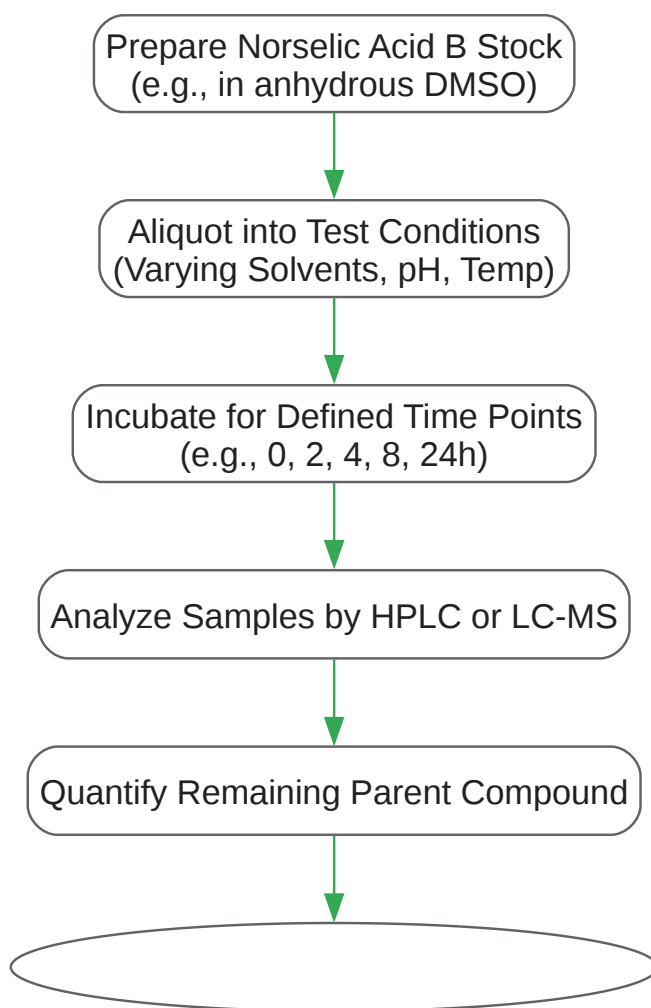 Prepare Norselic Acid B Stock
(e.g., in anhydrous DMSO)
Aliquot into Test Conditions
(Varying Solvents, pH, Temp)
Incubate for Defined Time Points
(e.g., 0, 2, 4, 8, 24h)
Analyze Samples by HPLC or LC-MS
Quantify Remaining Parent Compound